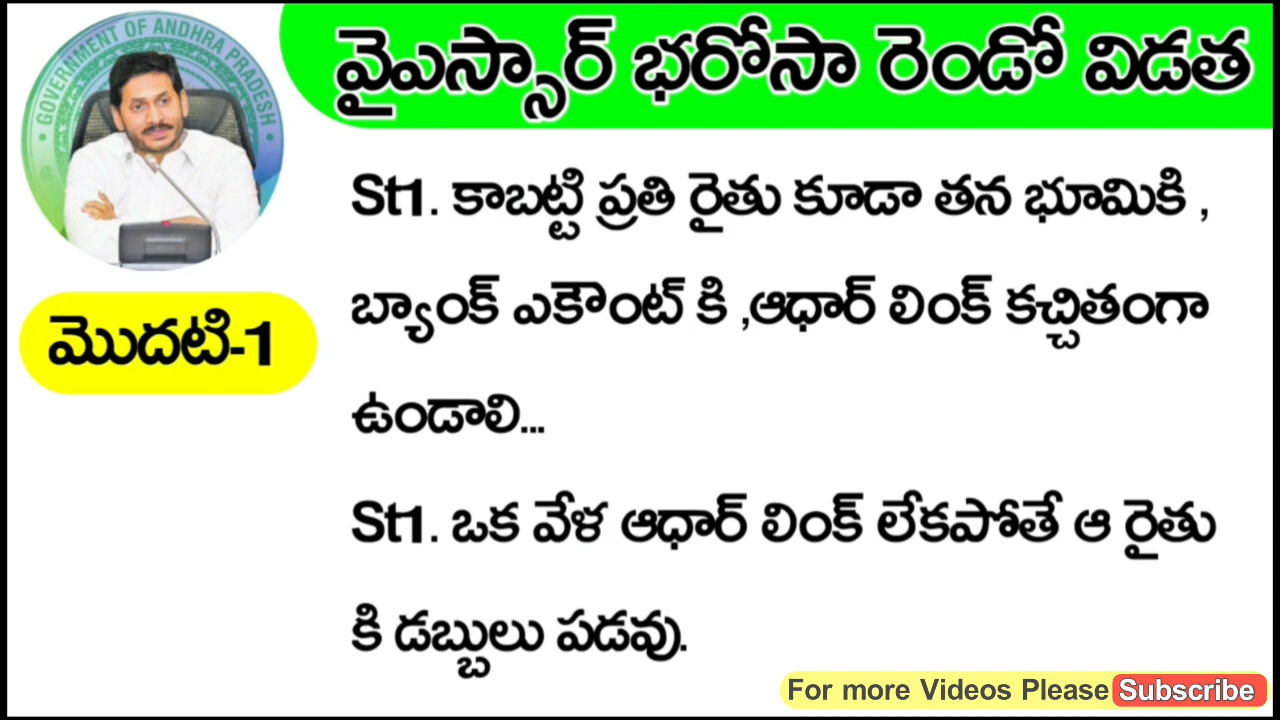 GOVERNMENT OF ANDHRA PRADESH
వైఎస్సార్ భరోసా రెండో విడత
మొదటి-1
St1. కాబట్టి ప్రతి రైతు కూడా తన భూమికి ,
బ్యాంక్ ఎకౌంట్ కి ,ఆధార్ లింక్ కచ్చితంగా
ఉండాలి...
St1. ఒక వేళ ఆధార్ లింక్ లేకపోతే ఆ రైతు
కి డబ్బులు పడవు.
For more Videos Please Subscribe